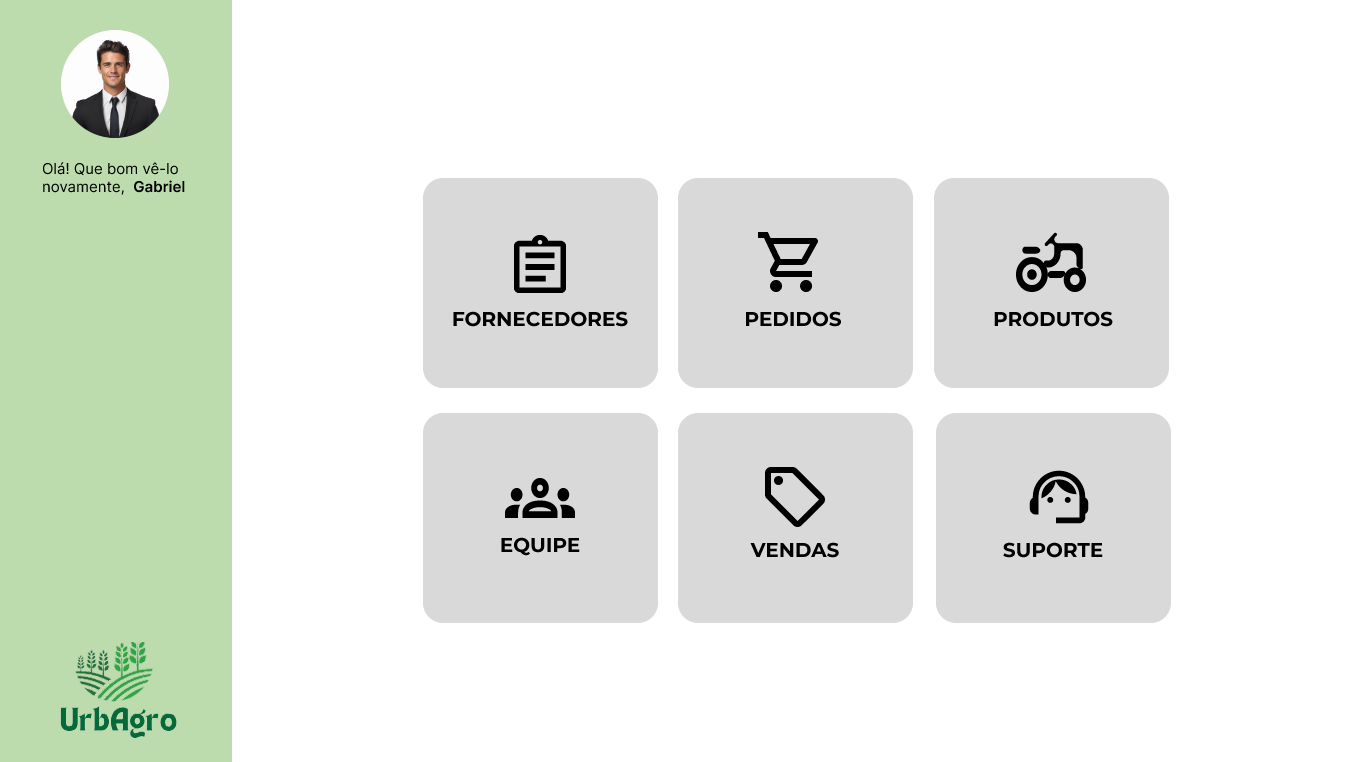 Olá! Que bom vê-lo
novamente, Gabriel
FORNECEDORES
PEDIDOS
PRODUTOS
EQUIPE
VENDAS
SUPORTE
UrbAgro